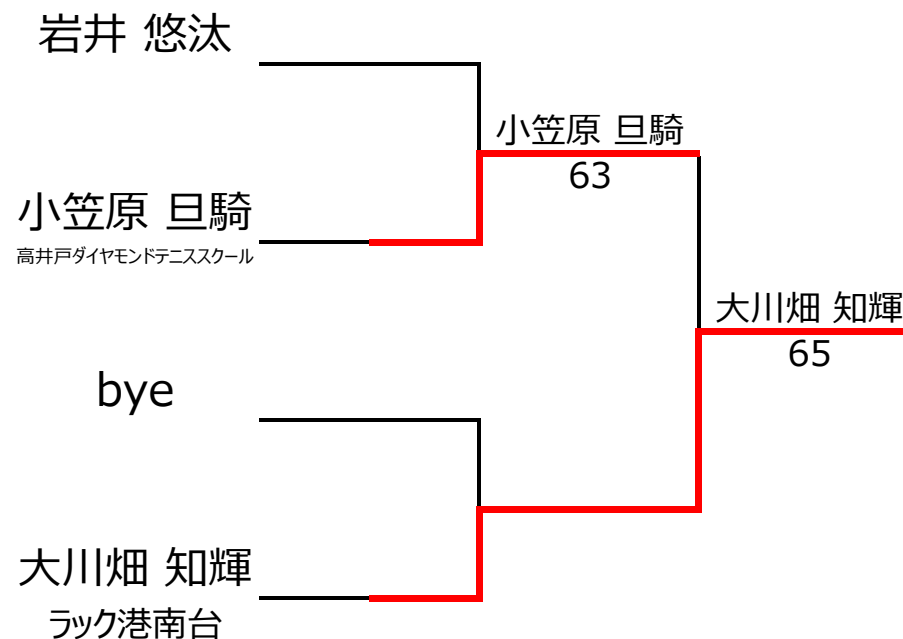 岩井 悠汰
小笠原 旦騎
63
小笠原 旦騎
高井戸ダイヤモンドテニススクール
大川畑 知輝
65
bye
大川畑 知輝
ラック港南台